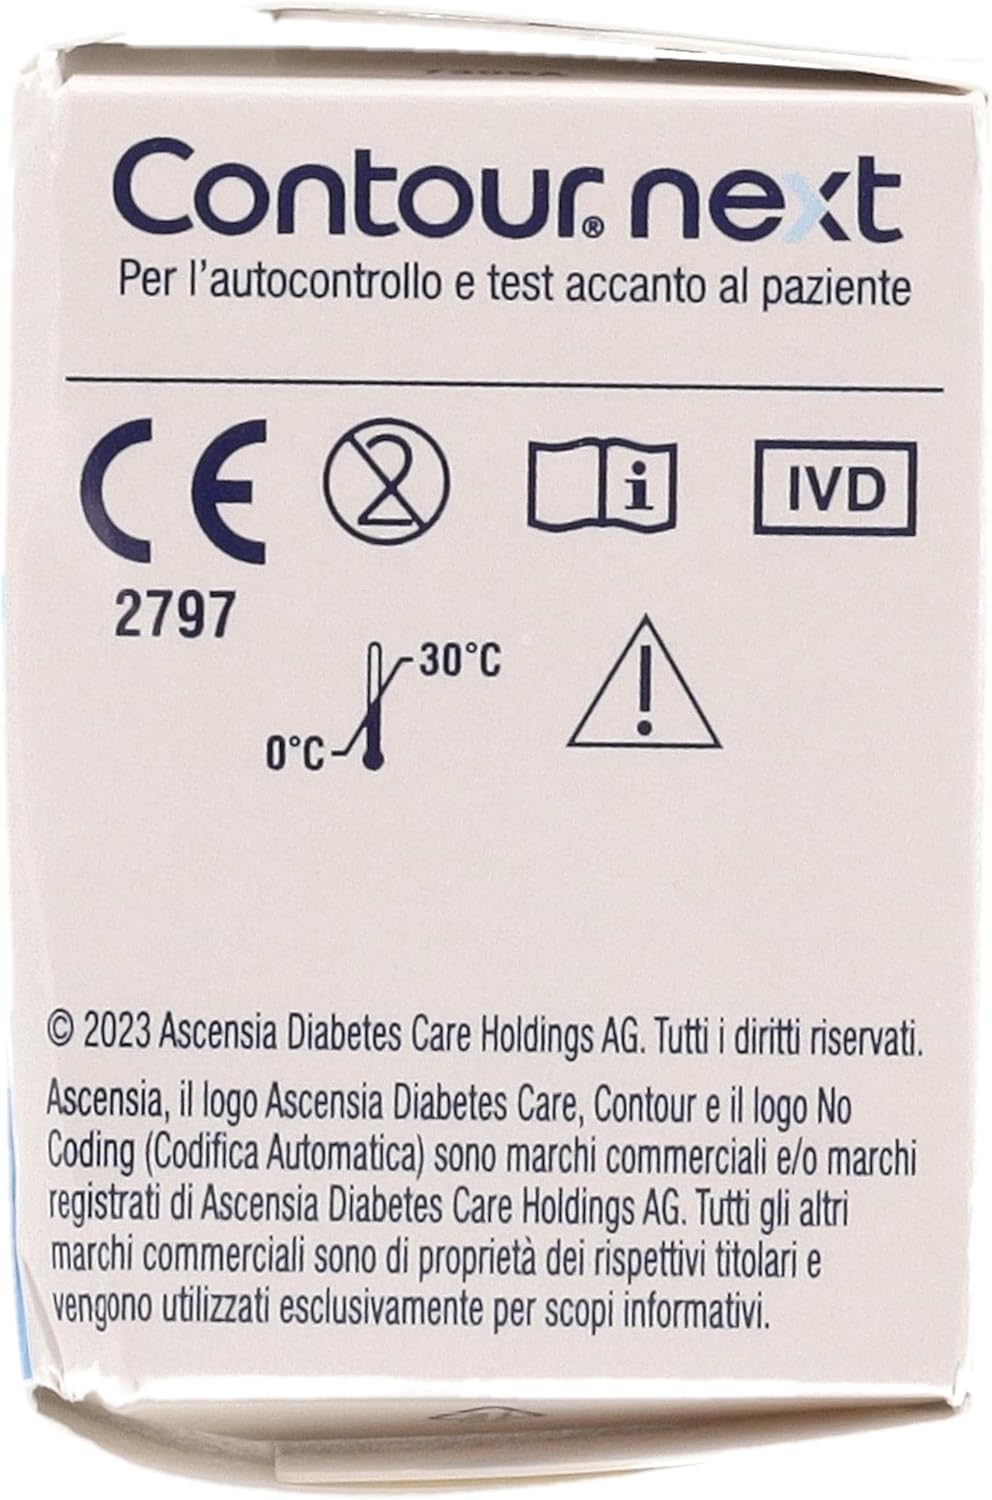 Contour® next
Per l'autocontrollo e test accanto al paziente
CE
2
i
IVD
2797
30°C
0°C
!
© 2023 Ascensia Diabetes Care Holdings AG. Tutti i diritti riservati.
Ascensia, il logo Ascensia Diabetes Care, Contour e il logo No
Coding (Codifica Automatica) sono marchi commerciali e/o marchi
registrati di Ascensia Diabetes Care Holdings AG. Tutti gli altri
marchi commerciali sono di proprietà dei rispettivi titolari e
vengono utilizzati esclusivamente per scopi informativi.